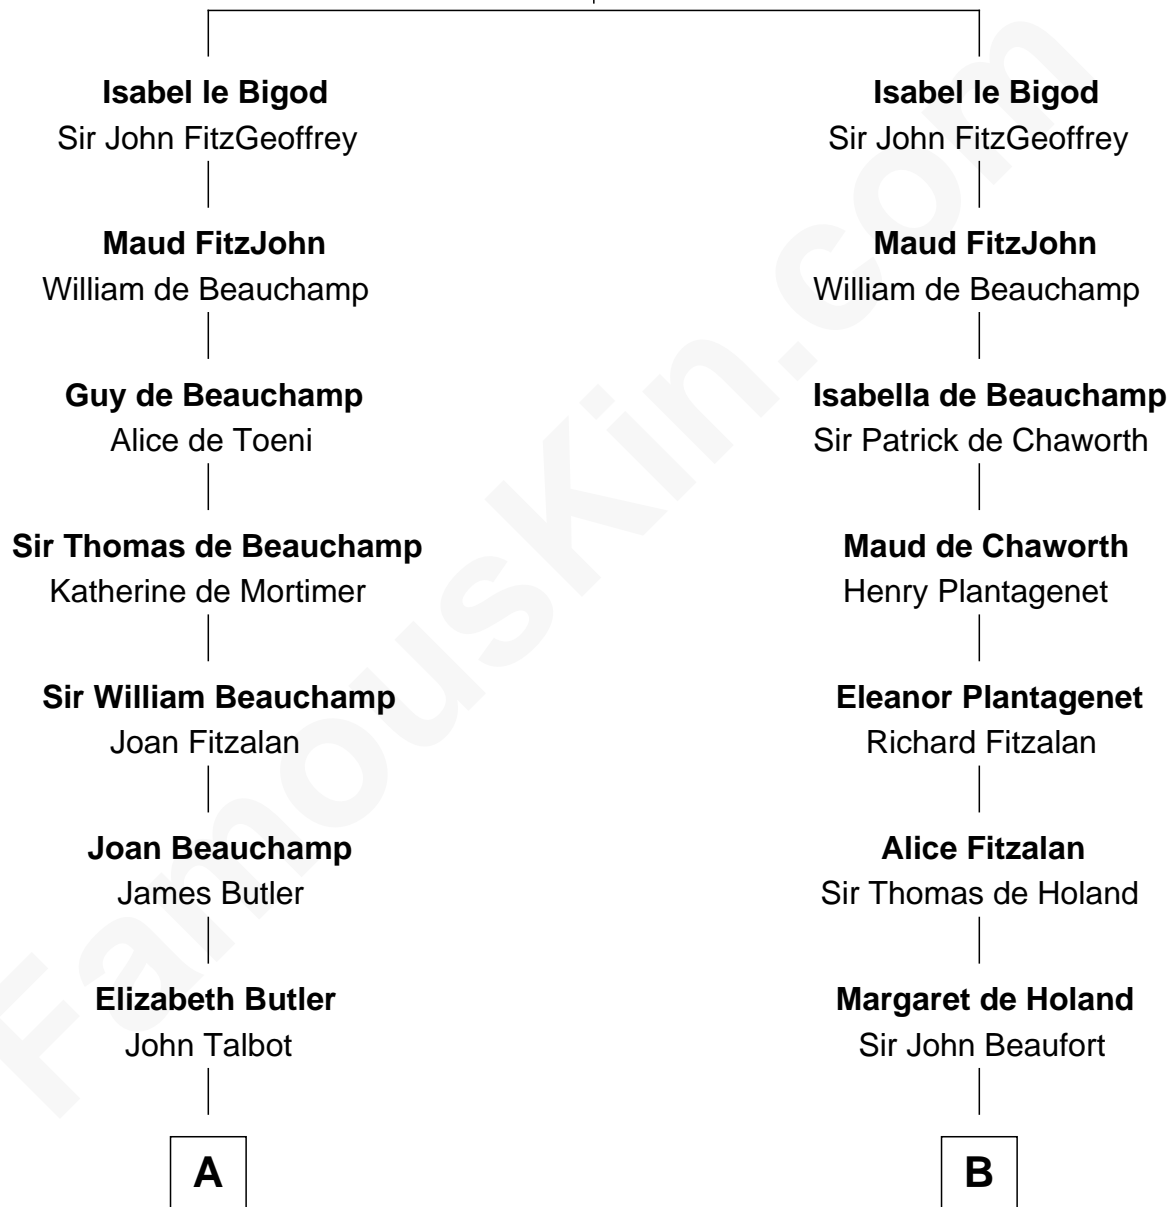 Isabel le Bigod
Sir John FitzGeoffrey
Maud FitzJohn
William de Beauchamp
Guy de Beauchamp
Alice de Toeni
Sir Thomas de Beauchamp
Katherine de Mortimer
Sir William Beauchamp
Joan Fitzalan
Joan Beauchamp
James Butler
Elizabeth Butler
John Talbot
A
Isabel le Bigod
Sir John FitzGeoffrey
Maud FitzJohn
William de Beauchamp
Isabella de Beauchamp
Sir Patrick de Chaworth
Maud de Chaworth
Henry Plantagenet
Eleanor Plantagenet
Richard Fitzalan
Alice Fitzalan
Sir Thomas de Holand
Margaret de Holand
Sir John Beaufort
B
FamousKin.com